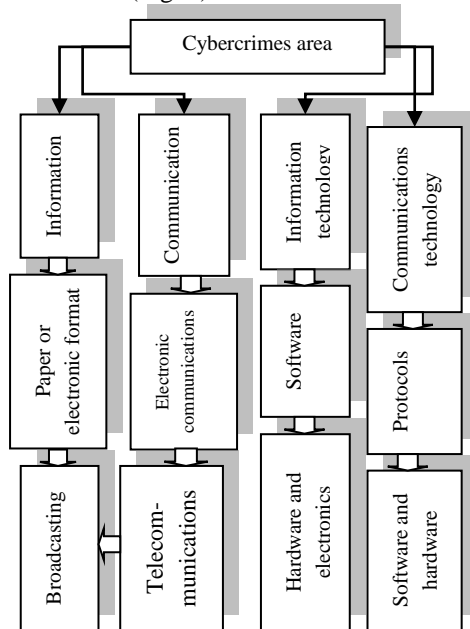 Cybercrimes area
Information
Communication
Information
technology
Communications
technology
Paper or
electronic format
Electronic
communications
Software
Protocols
Broadcasting
Telecom-
munications
Hardware and
electronics
Software and
hardware